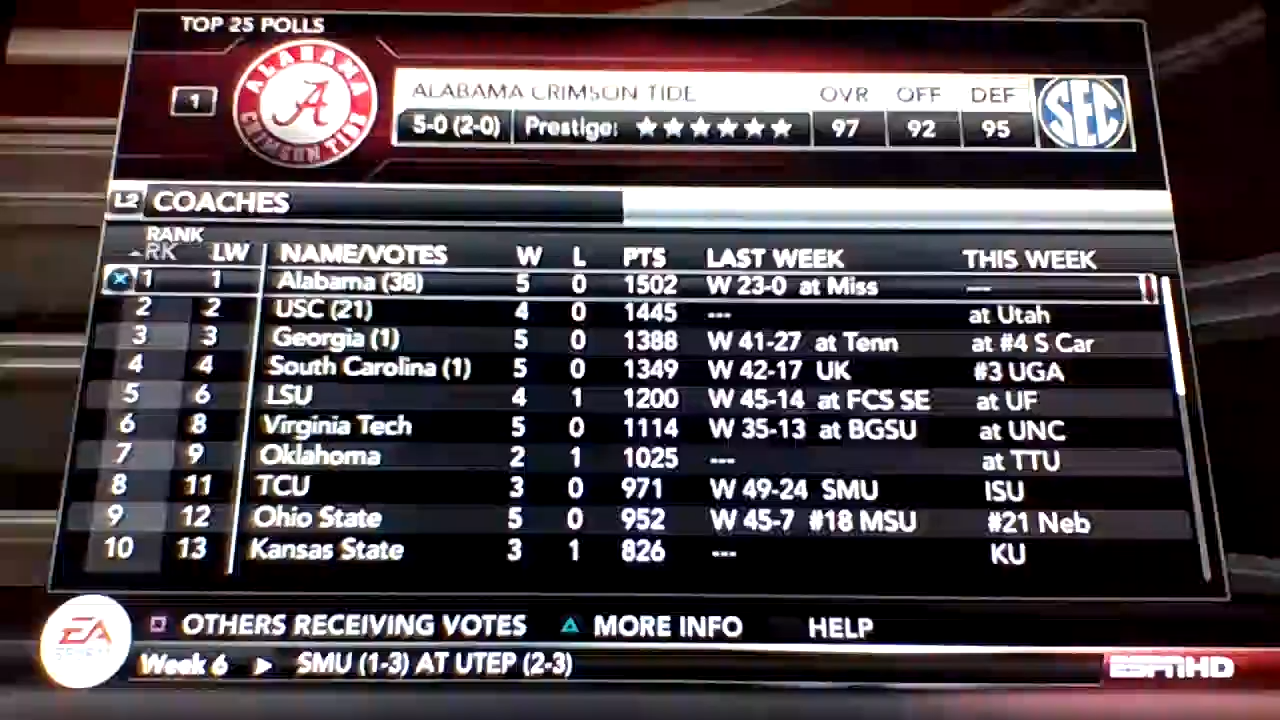 TOP 25 POLLS
1
ALABAMA CRIMSON TIDE
ALABAMA CRIMSON TIDE OVR OFF DEF
5-0 (2-0) Prestige: ★★★★★★ 97 92 95
SEC
L2 COACHES
RANK
RK LW NAME/VOTES W L PTS LAST WEEK THIS WEEK
1 1 Alabama (38) 5 0 1502 W 23-0 at Miss ---
2 2 USC (21) 4 0 1445 --- at Utah
3 3 Georgia (1) 5 0 1388 W 41-27 at Tenn at #4 S Car
4 4 South Carolina (1) 5 0 1349 W 42-17 UK #3 UGA
5 6 LSU 4 1 1200 W 45-14 at FCS SE at UF
6 8 Virginia Tech 5 0 1114 W 35-13 at BGSU at UNC
7 9 Oklahoma 2 1 1025 --- at TTU
8 11 TCU 3 0 971 W 49-24 SMU ISU
9 12 Ohio State 5 0 952 W 45-7 #18 MSU #21 Neb
10 13 Kansas State 3 1 826 --- KU
OTHERS RECEIVING VOTES MORE INFO HELP
EA
Week 6 SMU (1-3) AT UTEP (2-3)
ESPN HD